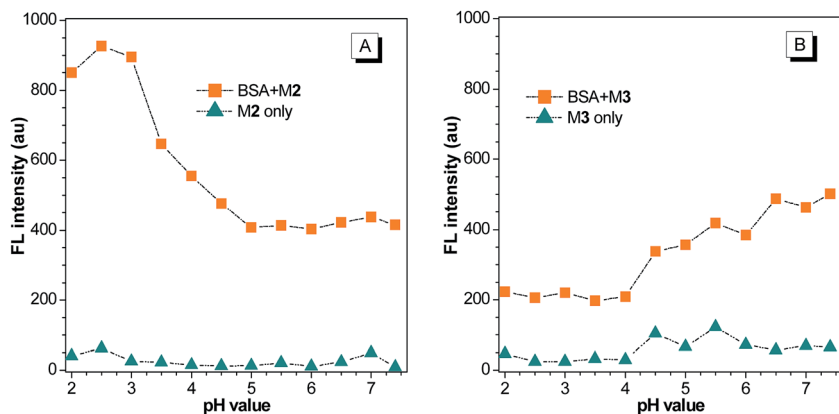 A
BSA+M2
M2 only
FL intensity (au)
1000
800
600
400
200
0
2 3 4 5 6 7
pH value
B
BSA+M3
M3 only
FL intensity (au)
1000
800
600
400
200
0
2 3 4 5 6 7
pH value